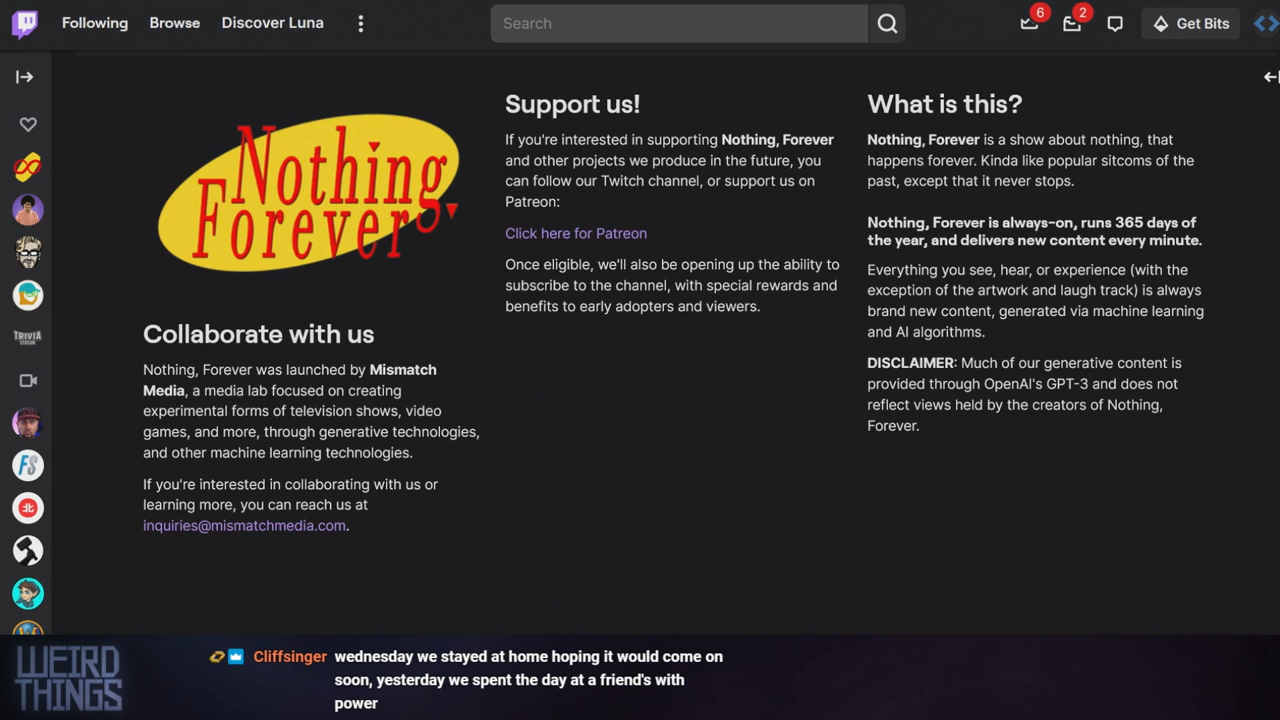 Following Browse Discover Luna
Search
6
2
Get Bits
Nothing,
Forever
Collaborate with us
Nothing, Forever was launched by Mismatch
Media, a media lab focused on creating
experimental forms of television shows, video
games, and more, through generative technologies,
and other machine learning technologies.
If you're interested in collaborating with us or
learning more, you can reach us at
inquiries@mismatchmedia.com.
Support us!
If you're interested in supporting Nothing, Forever
and other projects we produce in the future, you
can follow our Twitch channel, or support us on
Patreon:
Click here for Patreon
Once eligible, we'll also be opening up the ability to
subscribe to the channel, with special rewards and
benefits to early adopters and viewers.
What is this?
Nothing, Forever is a show about nothing, that
happens forever. Kinda like popular sitcoms of the
past, except that it never stops.
Nothing, Forever is always-on, runs 365 days of
the year, and delivers new content every minute.
Everything you see, hear, or experience (with the
exception of the artwork and laugh track) is always
brand new content, generated via machine learning
and AI algorithms.
DISCLAIMER: Much of our generative content is
provided through OpenAI's GPT-3 and does not
reflect views held by the creators of Nothing,
Forever.
TRIVIA
STREAM
FS
WEIRD
THINGS
Cliffsinger wednesday we stayed at home hoping it would come on
soon, yesterday we spent the day at a friend's with
power